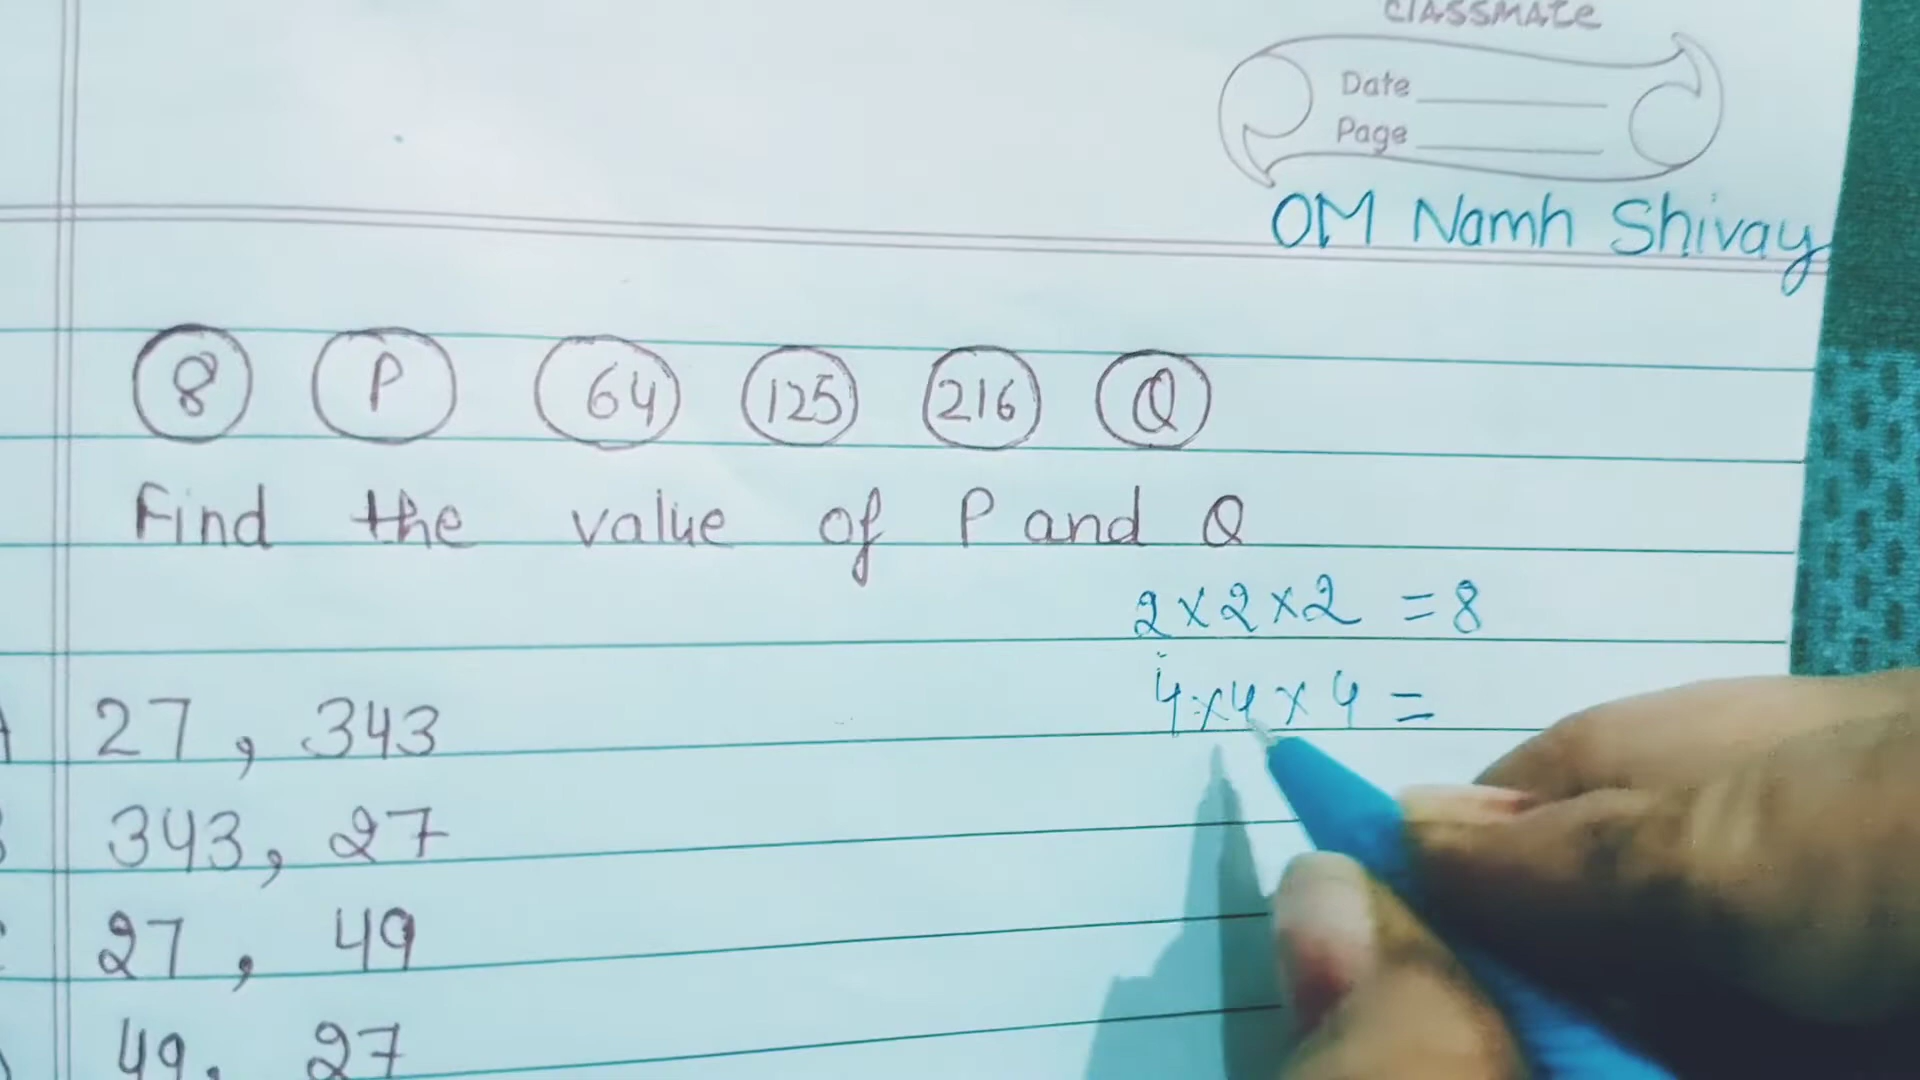 CLASSMATE
Date
Page
OM Namh Shivay
8 P 64 125 216 Q
Find the value of P and Q
2×2×2 = 8
4×4×4 =
27, 343
343, 27
27, 49
49, 27